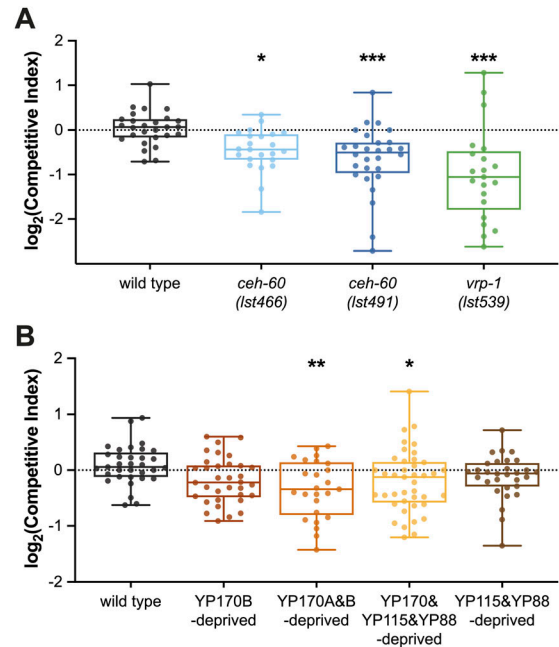 A
log2(Competitive Index)
2
1
0
-1
-2
*
***
***
wild type
ceh-60
(lst466)
ceh-60
(lst491)
vrp-1
(lst539)
B
log2(Competitive Index)
2
1
0
-1
-2
**
*
wild type
YP170B
-deprived
YP170A&B
-deprived
YP170&
YP115&YP88
-deprived
YP115&YP88
-deprived